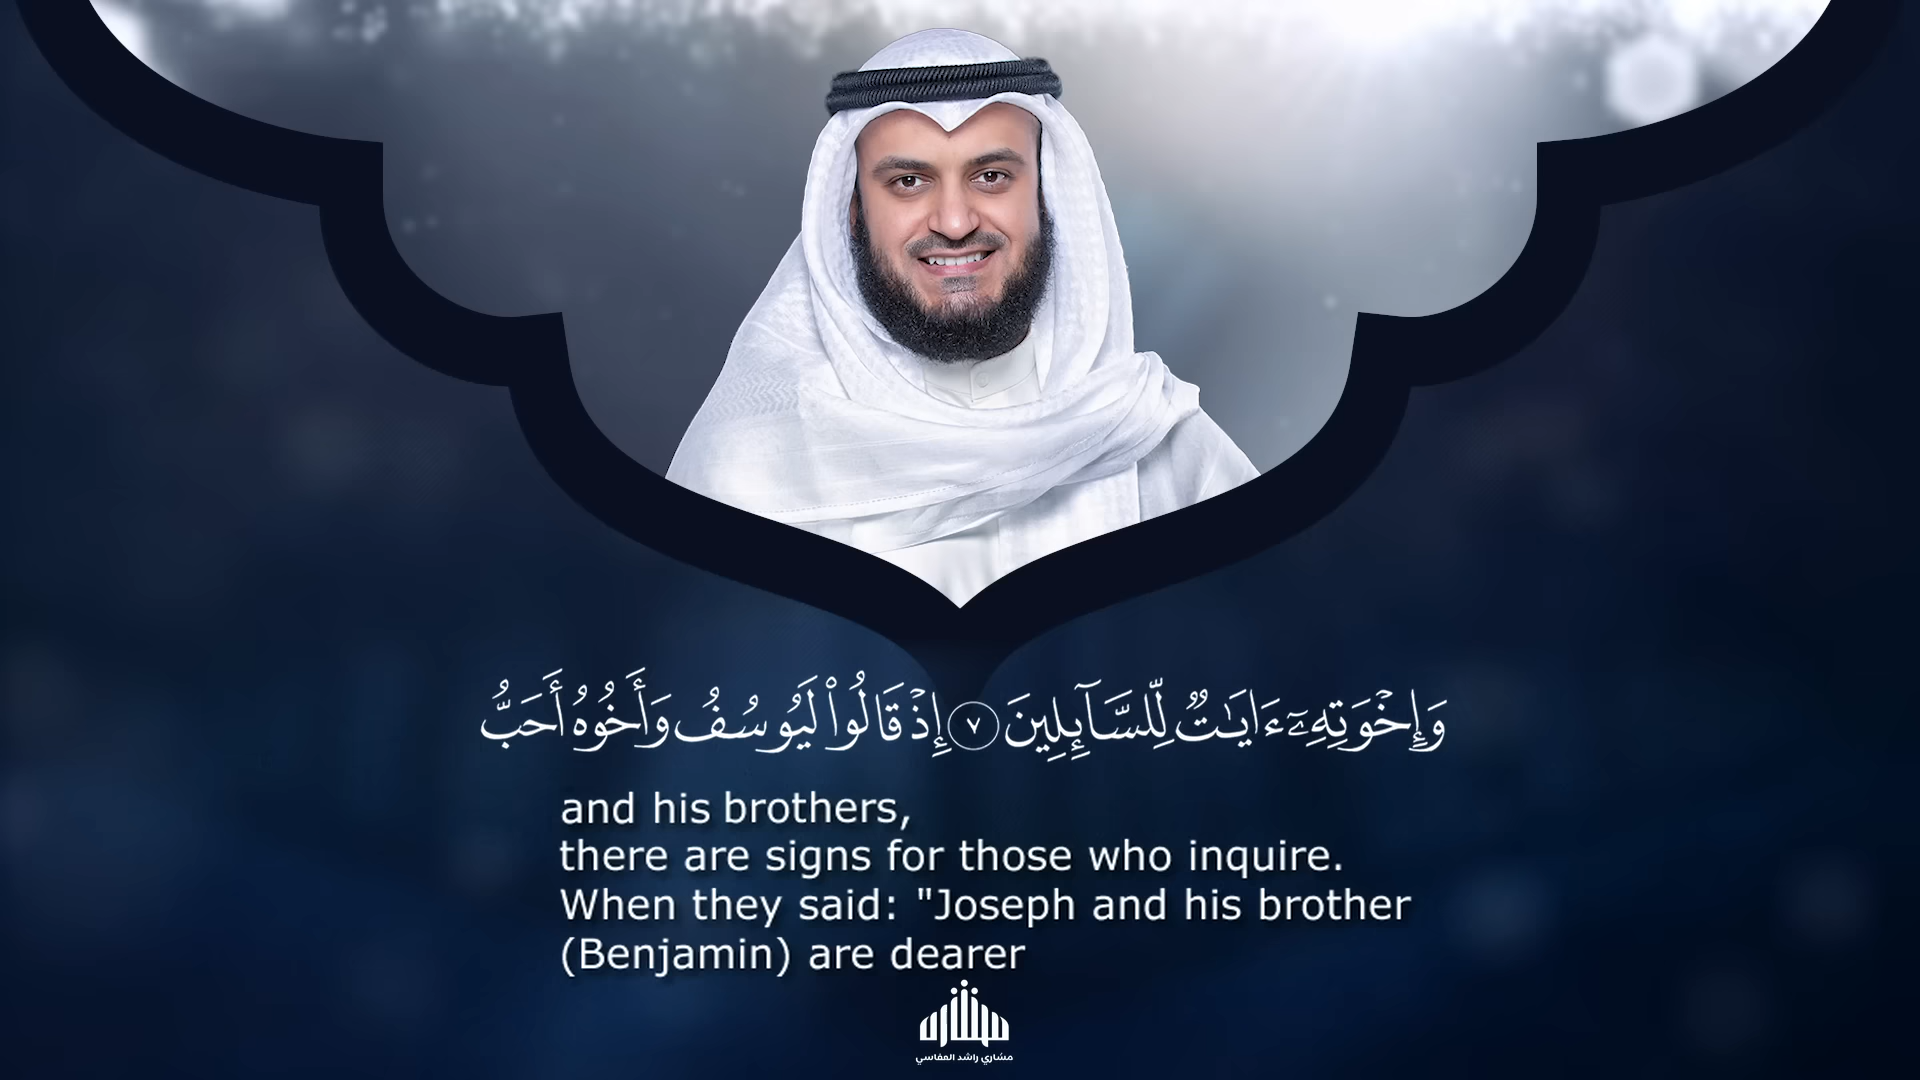 وَإِخۡوَتِهِۦٓ ءَايَٰتٞ لِّلسَّآئِلِينَ ٧ إِذۡ قَالُواْ لَيُوسُفُ وَأَخُوهُ أَحَبُّ
and his brothers,
there are signs for those who inquire.
When they said: "Joseph and his brother
(Benjamin) are dearer
مشاري
مشاري راشد العفاسي